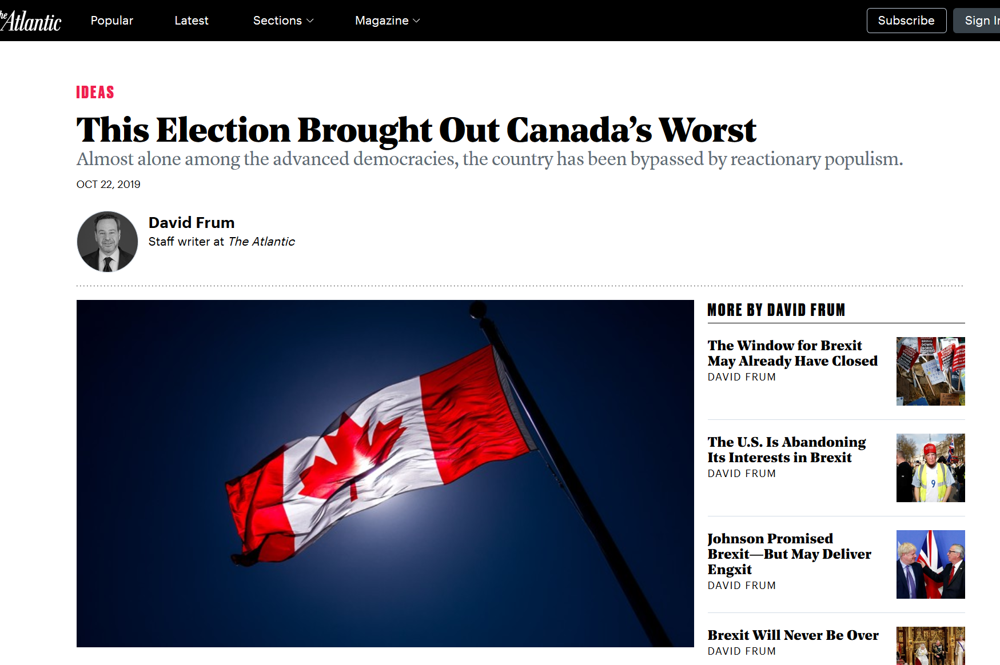 The Atlantic
Popular
Latest
Sections
Magazine
Subscribe
Sign In
IDEAS
This Election Brought Out Canada’s Worst
Almost alone among the advanced democracies, the country has been bypassed by reactionary populism.
OCT 22, 2019
David Frum
Staff writer at The Atlantic
MORE BY DAVID FRUM
The Window for Brexit
May Already Have Closed
DAVID FRUM
The U.S. Is Abandoning
Its Interests in Brexit
DAVID FRUM
9
Johnson Promised
Brexit—But May Deliver
Engxit
DAVID FRUM
Brexit Will Never Be Over
DAVID FRUM